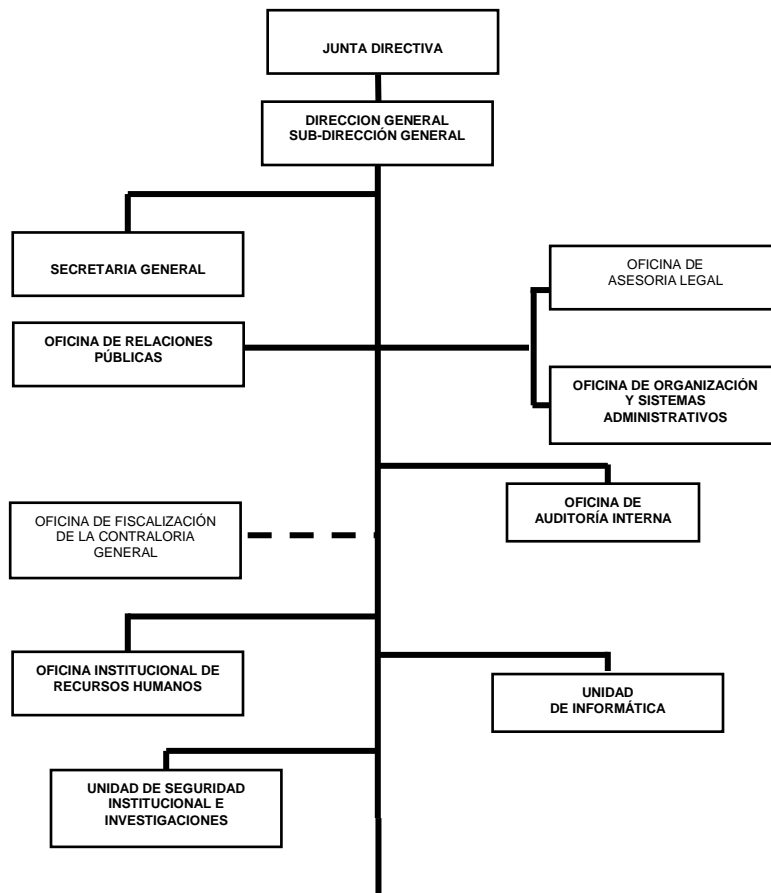 JUNTA DIRECTIVA
DIRECCION GENERAL
SUB-DIRECCIÓN GENERAL
SECRETARIA GENERAL
OFICINA DE
ASESORIA LEGAL
OFICINA DE RELACIONES
PÚBLICAS
OFICINA DE ORGANIZACIÓN
Y SISTEMAS
ADMINISTRATIVOS
OFICINA DE
AUDITORÍA INTERNA
OFICINA DE FISCALIZACIÓN
DE LA CONTRALORIA
GENERAL
OFICINA INSTITUCIONAL DE
RECURSOS HUMANOS
UNIDAD
DE INFORMÁTICA
UNIDAD DE SEGURIDAD
INSTITUCIONAL E
INVESTIGACIONES